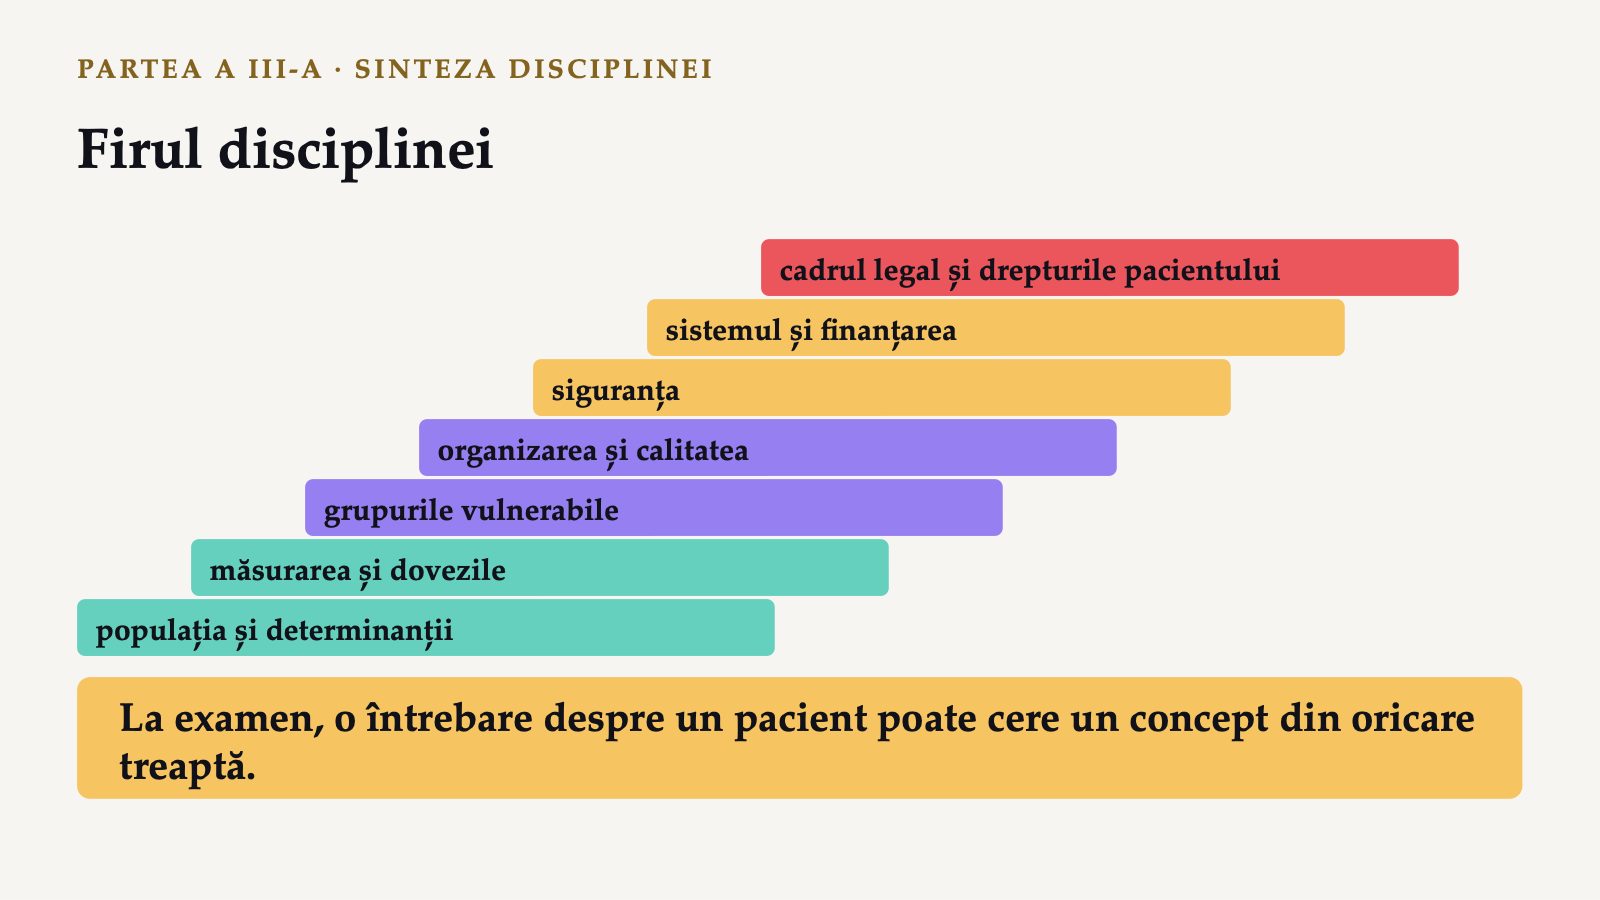 PARTEA A III-A · SINTEZA DISCIPLINEI
Firul disciplinei
cadrul legal și drepturile pacientului
sistemul și finanțarea
siguranța
organizarea și calitatea
grupurile vulnerabile
măsurarea și dovezile
populația și determinanții
La examen, o întrebare despre un pacient poate cere un concept din oricare
treaptă.